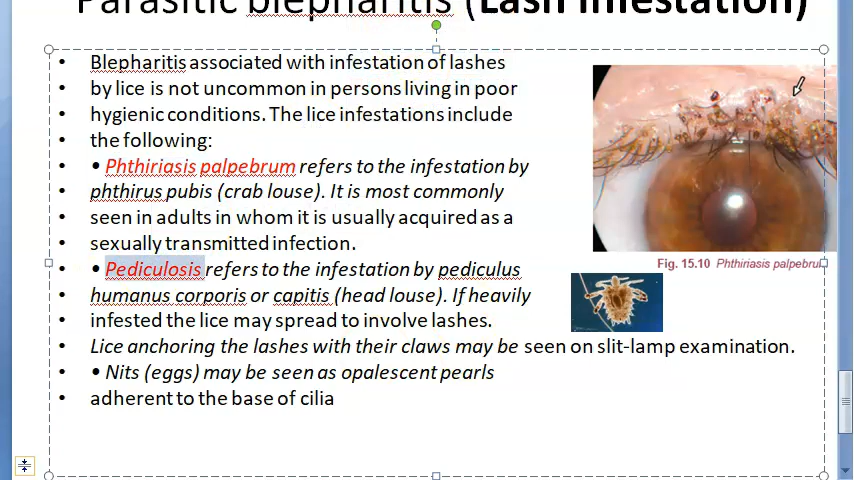 Parasitic blepharitis (Lash infestation)
• Blepharitis associated with infestation of lashes
• by lice is not uncommon in persons living in poor
• hygienic conditions. The lice infestations include
• the following:
• • Phthiriasis palpebrum refers to the infestation by
• phthirus pubis (crab louse). It is most commonly
• seen in adults in whom it is usually acquired as a
• sexually transmitted infection.
• • Pediculosis refers to the infestation by pediculus
• humanus corporis or capitis (head louse). If heavily
• infested the lice may spread to involve lashes.
• Lice anchoring the lashes with their claws may be seen on slit-lamp examination.
• • Nits (eggs) may be seen as opalescent pearls
• adherent to the base of cilia
Fig. 15.10 Phthiriasis palpebrum